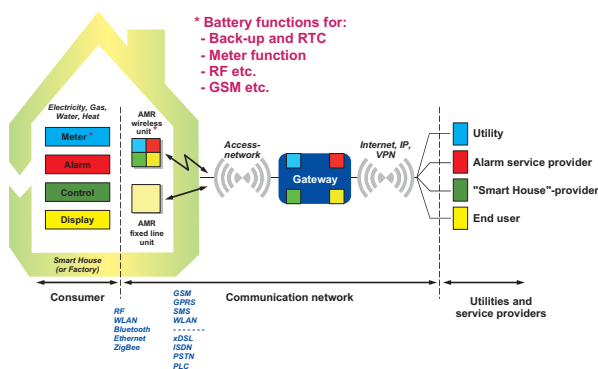 * Battery functions for:
- Back-up and RTC
- Meter function
- RF etc.
- GSM etc.
Electricity, Gas,
Water, Heat
Meter *
Alarm
Control
Display
AMR
wireless
unit *
AMR
fixed line
unit
Smart House
(or Factory)
Access-
network
Gateway
Internet, IP,
VPN
Utility
Alarm service provider
"Smart House"-provider
End user
Consumer
Communication network
Utilities and
service providers
RF
WLAN
Bluetooth
Ethernet
ZigBee
GSM
GPRS
SMS
WLAN
- - - - - - -
xDSL
ISDN
PSTN
PLC